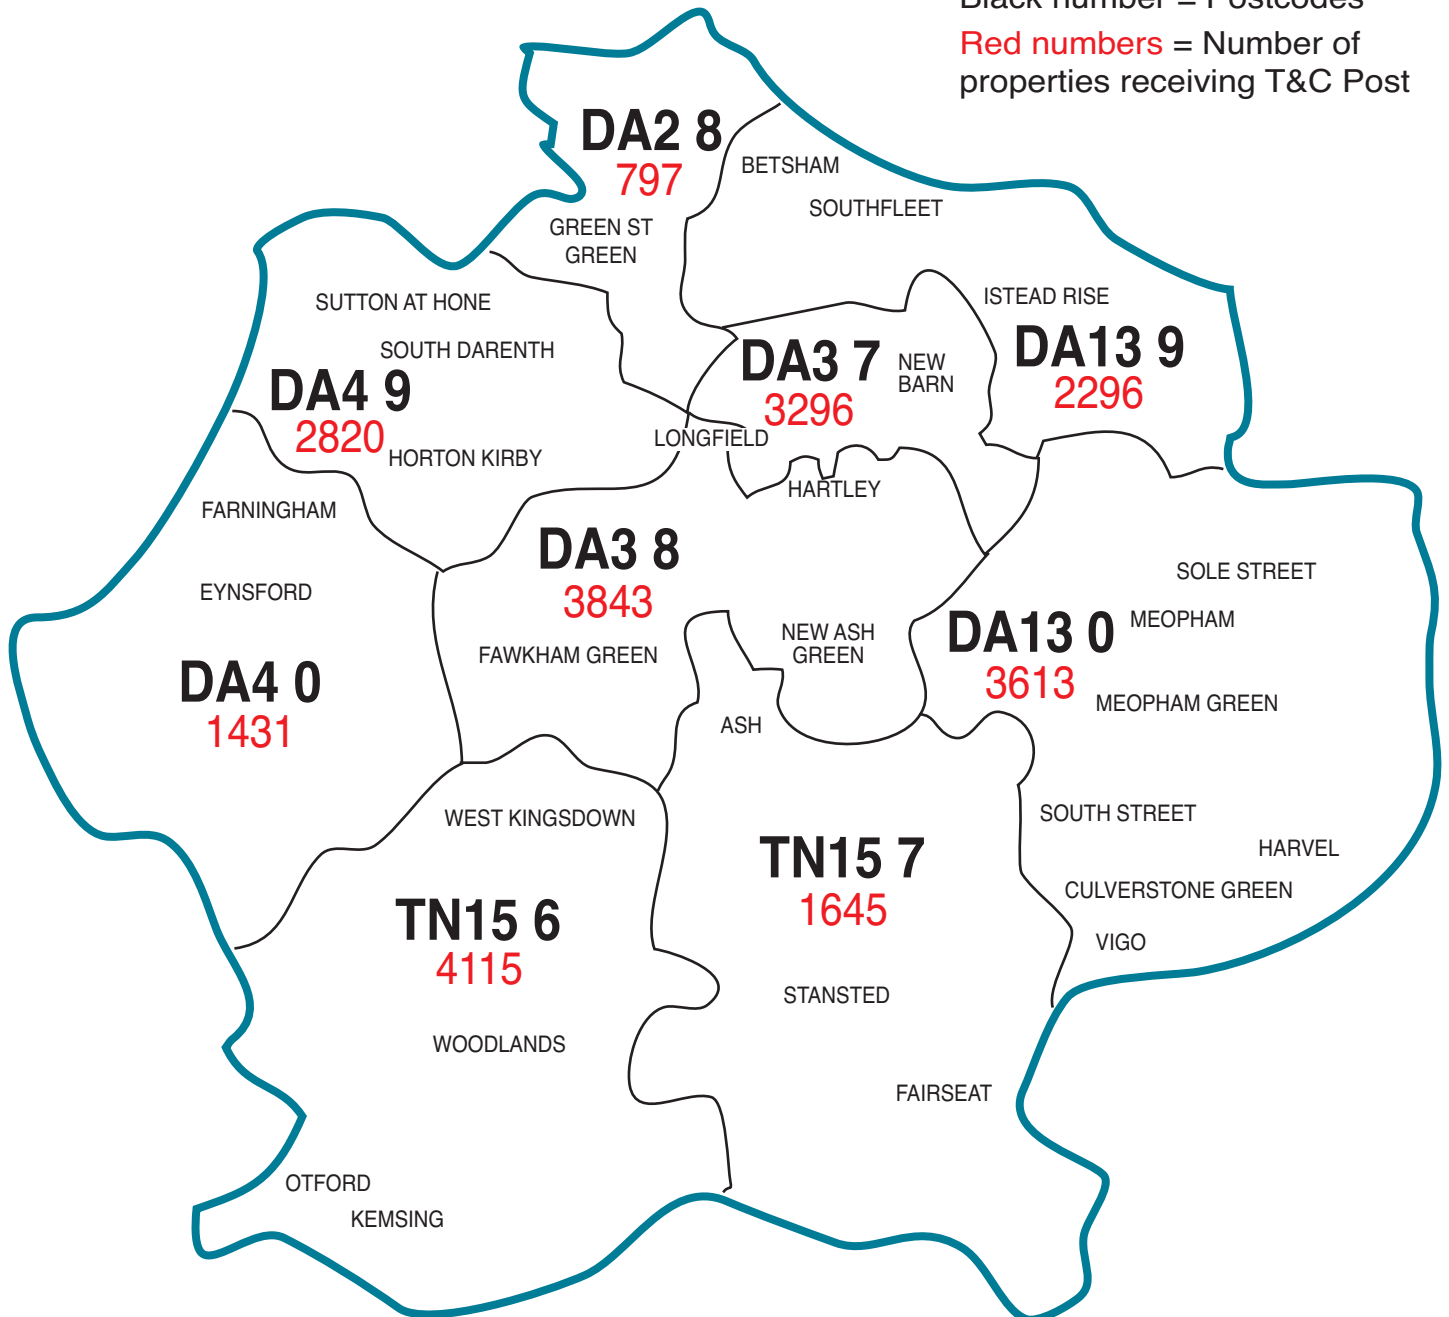 Black number = Postcodes
Red numbers = Number of
properties receiving T&C Post
DA2 8
797
BETSHAM
SOUTHFLEET
GREEN ST
GREEN
SUTTON AT HONE
ISTEAD RISE
SOUTH DARENTH
DA3 7
3296
NEW
BARN
DA13 9
2296
DA4 9
2820
LONGFIELD
HORTON KIRBY
HARTLEY
FARNINGHAM
DA3 8
3843
SOLE STREET
EYNSFORD
MEOPHAM
NEW ASH
GREEN
DA13 0
3613
FAWKHAM GREEN
DA4 0
1431
MEOPHAM GREEN
ASH
WEST KINGSDOWN
SOUTH STREET
HARVEL
TN15 7
1645
CULVERSTONE GREEN
TN15 6
4115
VIGO
STANSTED
WOODLANDS
FAIRSEAT
OTFORD
KEMSING